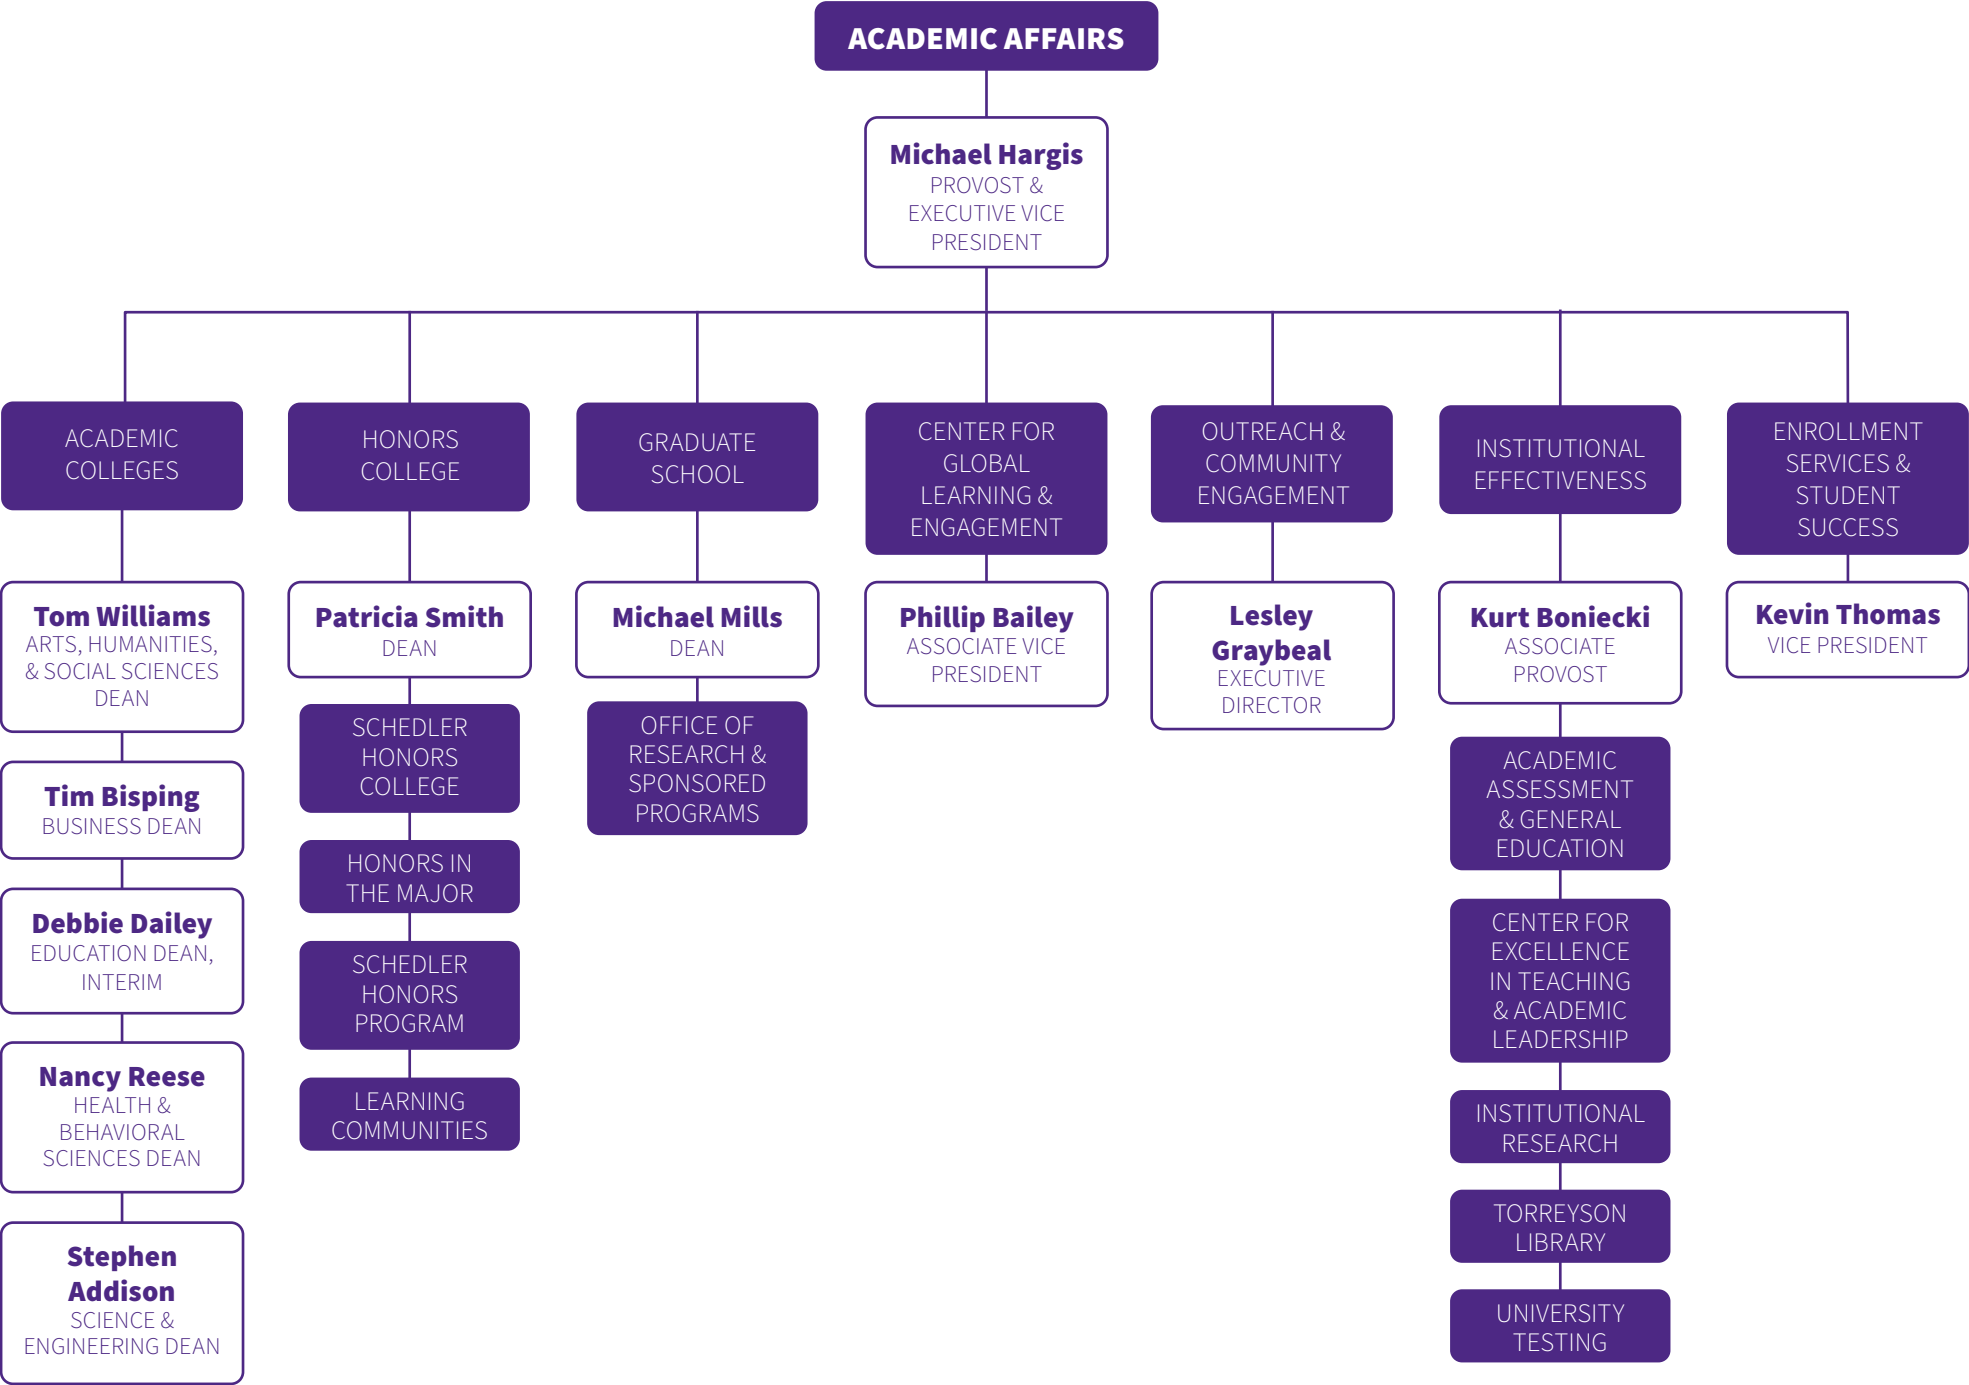 ACADEMIC AFFAIRS
Michael Hargis
PROVOST &
EXECUTIVE VICE
PRESIDENT
ACADEMIC
COLLEGES
Tom Williams
ARTS, HUMANITIES,
& SOCIAL SCIENCES
DEAN
Tim Bisping
BUSINESS DEAN
Debbie Dailey
EDUCATION DEAN,
INTERIM
Nancy Reese
HEALTH &
BEHAVIORAL
SCIENCES DEAN
Stephen
Addison
SCIENCE &
ENGINEERING DEAN
HONORS
COLLEGE
Patricia Smith
DEAN
SCHEDLER
HONORS
COLLEGE
HONORS IN
THE MAJOR
SCHEDLER
HONORS
PROGRAM
LEARNING
COMMUNITIES
GRADUATE
SCHOOL
Michael Mills
DEAN
OFFICE OF
RESEARCH &
SPONSORED
PROGRAMS
CENTER FOR
GLOBAL
LEARNING &
ENGAGEMENT
Phillip Bailey
ASSOCIATE VICE
PRESIDENT
OUTREACH &
COMMUNITY
ENGAGEMENT
Lesley
Graybeal
EXECUTIVE
DIRECTOR
INSTITUTIONAL
EFFECTIVENESS
Kurt Boniecki
ASSOCIATE
PROVOST
ACADEMIC
ASSESSMENT
& GENERAL
EDUCATION
CENTER FOR
EXCELLENCE
IN TEACHING
& ACADEMIC
LEADERSHIP
INSTITUTIONAL
RESEARCH
TORREYSON
LIBRARY
UNIVERSITY
TESTING
ENROLLMENT
SERVICES &
STUDENT
SUCCESS
Kevin Thomas
VICE PRESIDENT